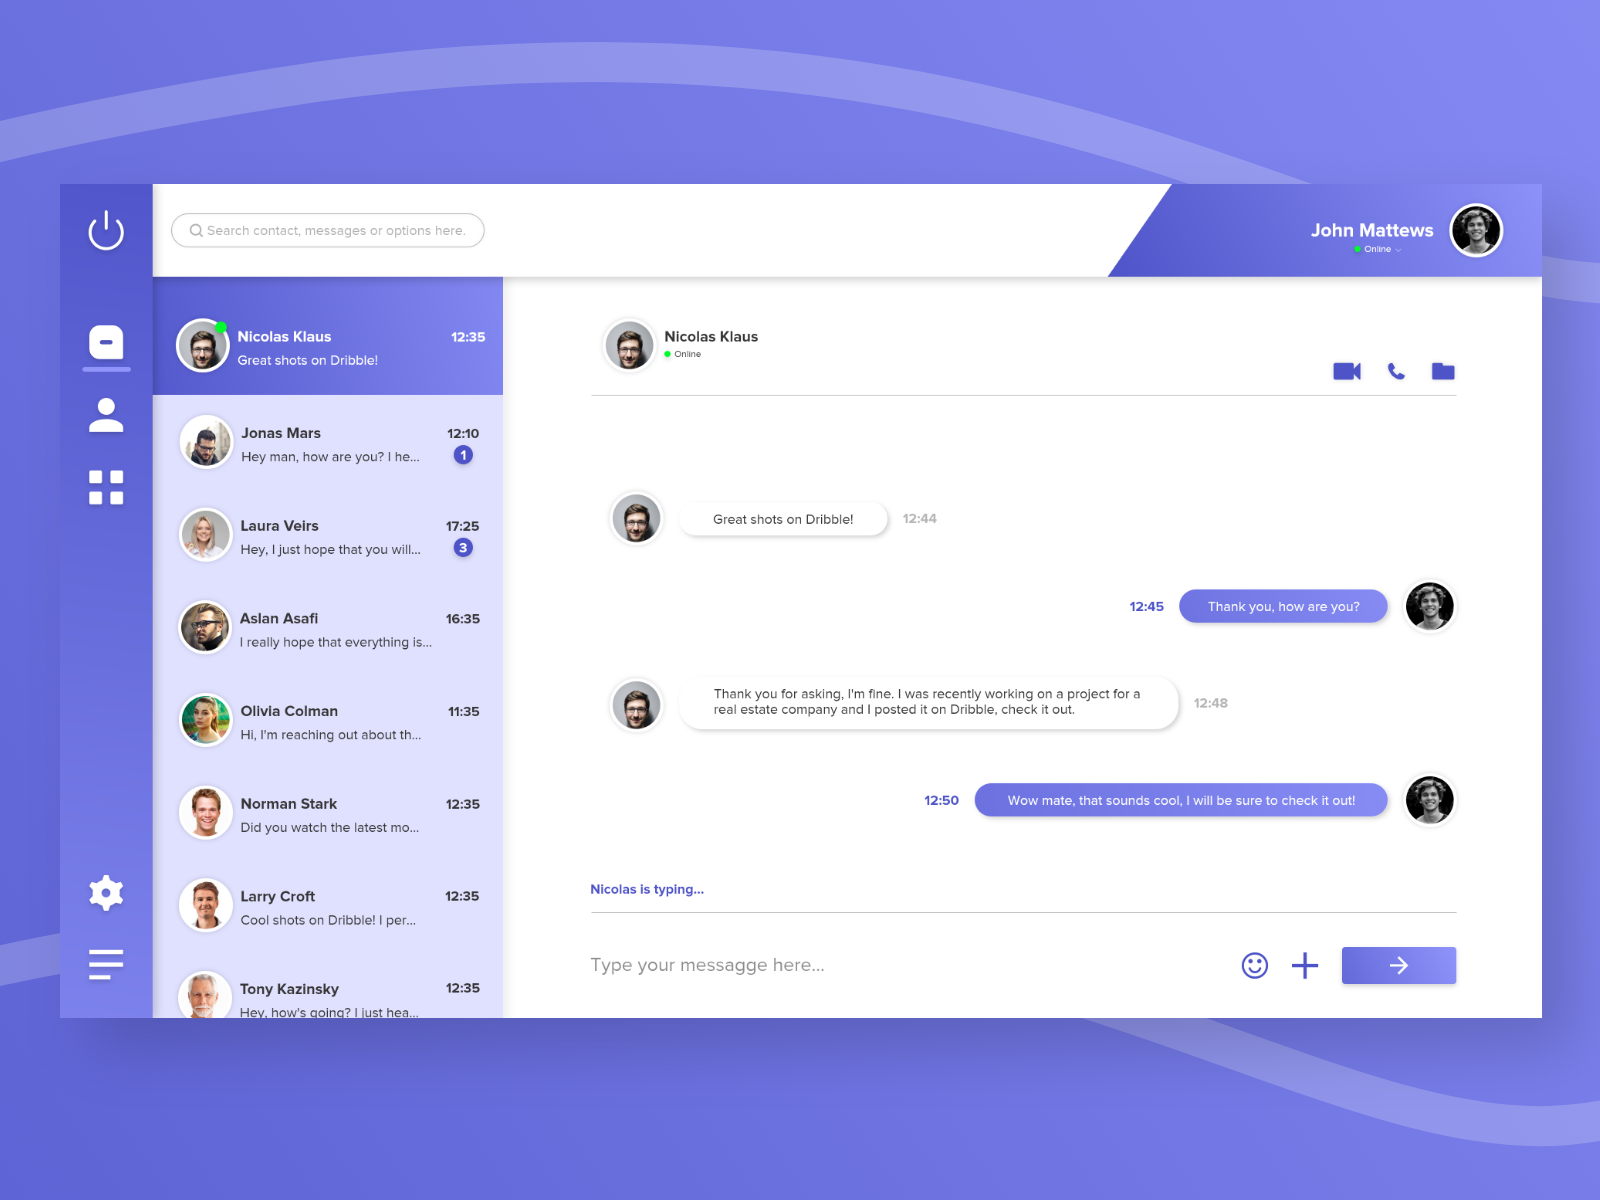 Search contact, messages or options here.
John Mattews
Online
Nicolas Klaus
12:35
Great shots on Dribble!
Jonas Mars
12:10
Hey man, how are you? I he...
1
Laura Veirs
17:25
Hey, I just hope that you will...
3
Aslan Asafi
16:35
I really hope that everything is...
Olivia Colman
11:35
Hi, I'm reaching out about th...
Norman Stark
12:35
Did you watch the latest mo...
Larry Croft
12:35
Cool shots on Dribble! I per...
Tony Kazinsky
12:35
Hey, how's going? I just hea...
Nicolas Klaus
Online
Great shots on Dribble!
12:44
12:45
Thank you, how are you?
Thank you for asking, I'm fine. I was recently working on a project for a
real estate company and I posted it on Dribble, check it out.
12:48
12:50
Wow mate, that sounds cool, I will be sure to check it out!
Nicolas is typing...
Type your messagge here...